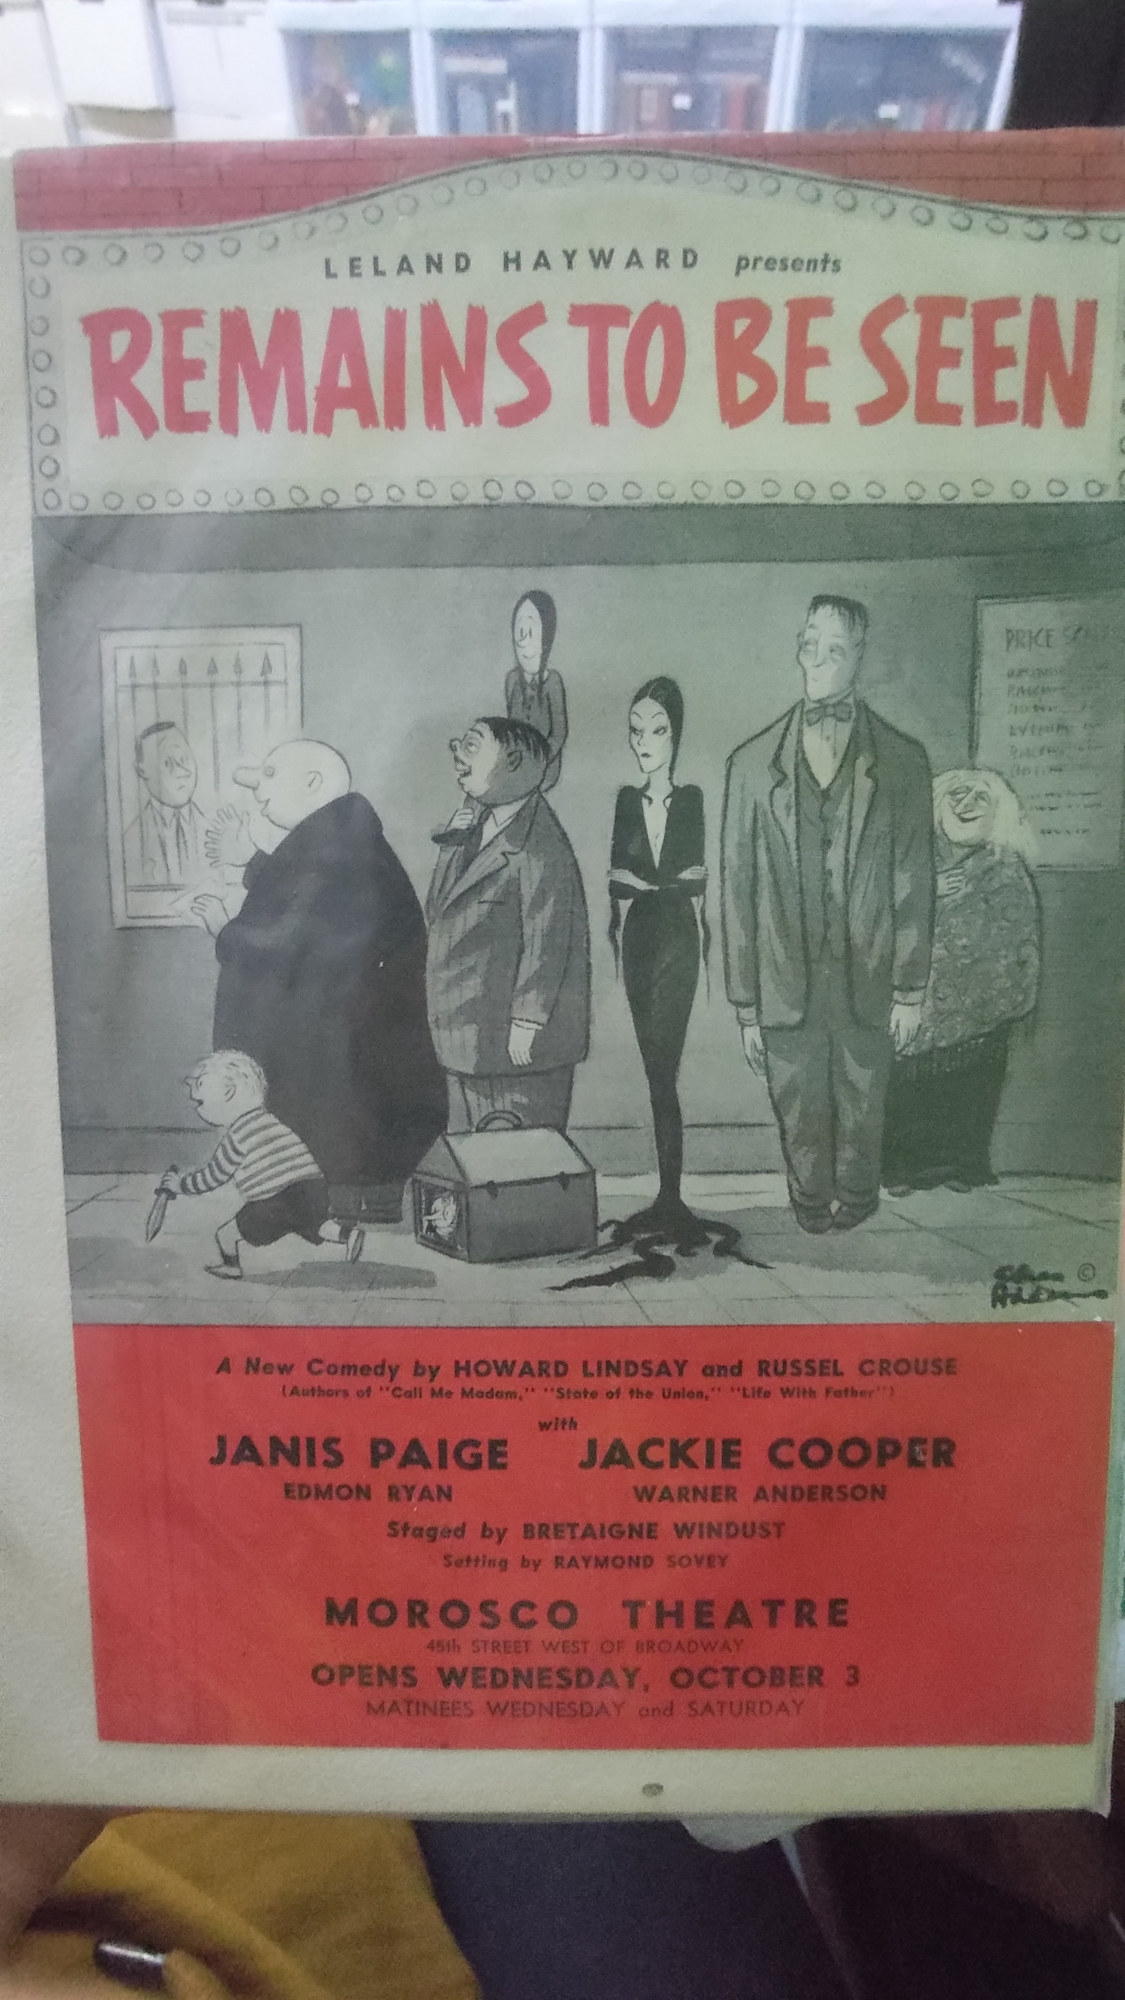 LELAND HAYWARD presents
REMAINS TO BE SEEN
PRICE
Chas Addams ©
A New Comedy by HOWARD LINDSAY and RUSSEL CROUSE
(Authors of "Call Me Madam," "State of the Union," "Life With Father")
with
JANIS PAIGE JACKIE COOPER
EDMON RYAN WARNER ANDERSON
Staged by BRETAIGNE WINDUST
Setting by RAYMOND SOVEY
MOROSCO THEATRE
45th STREET WEST OF BROADWAY
OPENS WEDNESDAY, OCTOBER 3
MATINEES WEDNESDAY and SATURDAY